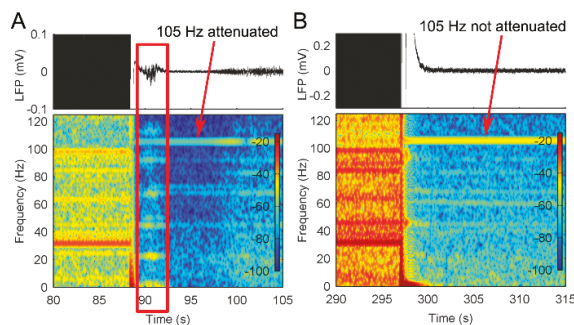 A
105 Hz attenuated
LFP (mV)
0.1
0
-0.1
Frequency (Hz)
120
100
80
60
40
20
0
-20
-40
-60
-80
-100
80 85 90 95 100 105
Time (s)
B
105 Hz not attenuated
LFP (mV)
0.2
0
-0.2
Frequency (Hz)
120
100
80
60
40
20
0
-20
-40
-60
-80
-100
290 295 300 305 310 315
Time (s)